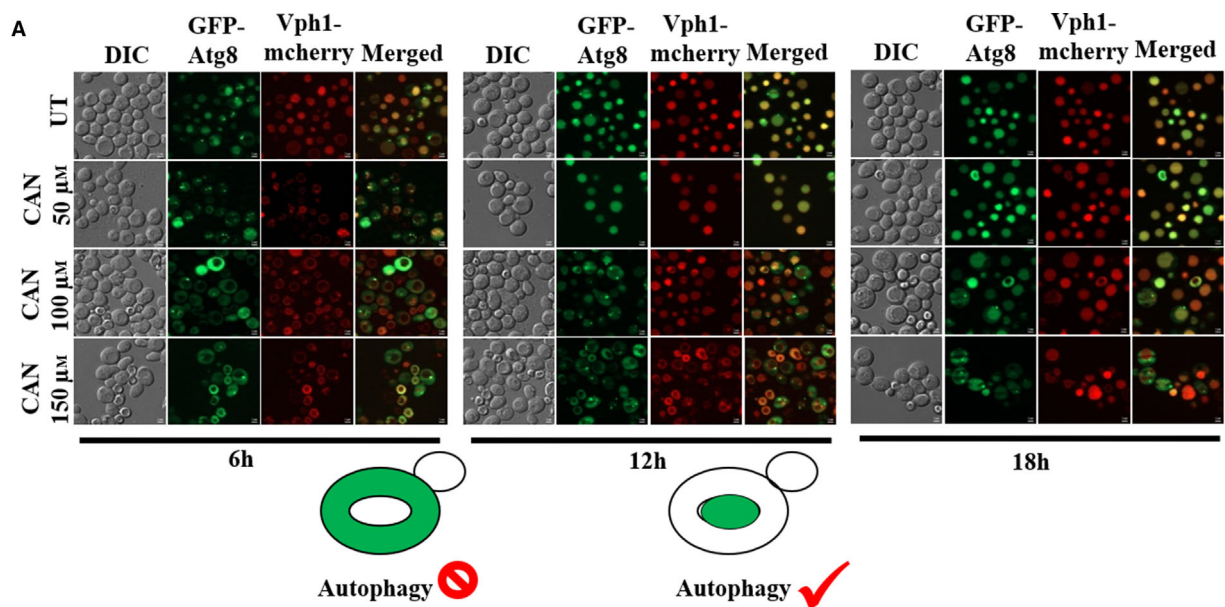 A
DIC GFP-Atg8 Vph1-mcherry Merged DIC GFP-Atg8 Vph1-mcherry Merged DIC GFP-Atg8 Vph1-mcherry Merged
UT
CAN 50 μM
CAN 100 μM
CAN 150 μM
6h 12h 18h
Autophagy Autophagy